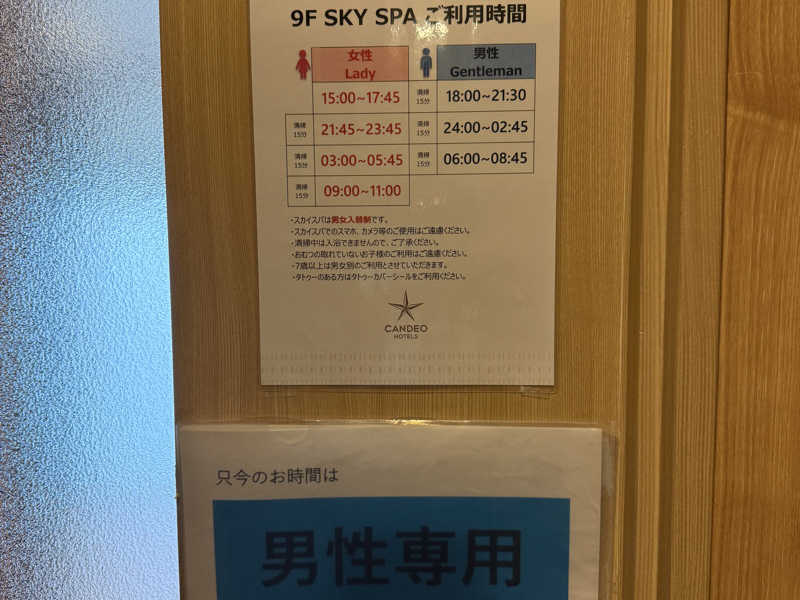 9F SKY SPA ご利用時間
女性 男性
Lady Gentleman
15:00~17:45 清掃 15分 18:00~21:30
清掃 15分 21:45~23:45 清掃 15分 24:00~02:45
清掃 15分 03:00~05:45 清掃 15分 06:00~08:45
清掃 15分 09:00~11:00
・スカイスパは男女入替制です。
・スカイスパでのスマホ、カメラ等のご使用はご遠慮ください。
・清掃中は入浴できませんので、ご了承ください。
・おむつの取れていないお子様のご利用はご遠慮ください。
・7歳以上は男女別のご利用とさせていただきます。
・タトゥーのある方はタトゥーカバーシールをご利用ください。
CANDEO
HOTELS
只今のお時間は
男性専用